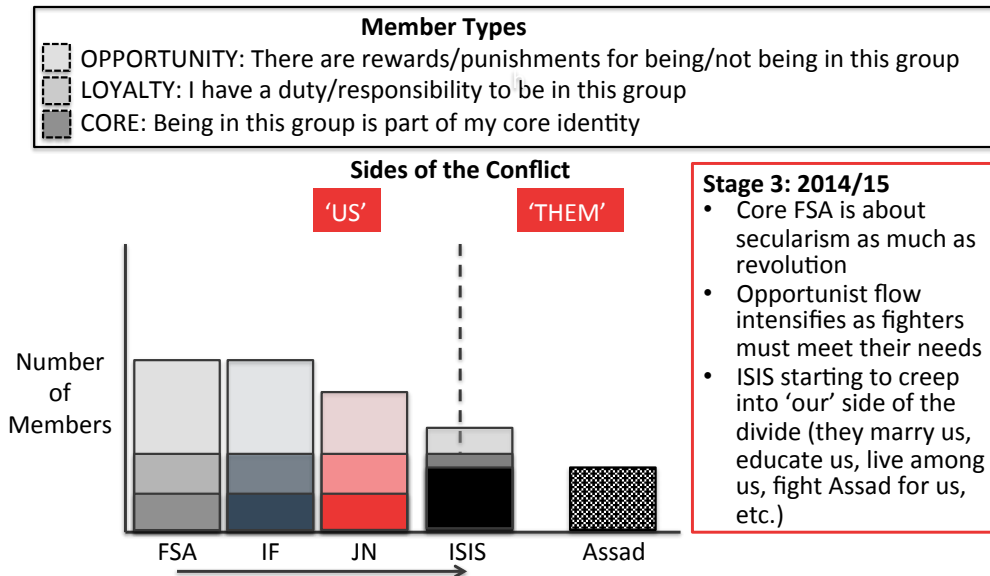 Member Types
OPPORTUNITY: There are rewards/punishments for being/not being in this group
LOYALTY: I have a duty/responsibility to be in this group
CORE: Being in this group is part of my core identity
Sides of the Conflict
‘US’
‘THEM’
Number
of
Members
FSA
IF
JN
ISIS
Assad
Stage 3: 2014/15
• Core FSA is about
secularism as much as
revolution
• Opportunist flow
intensifies as fighters
must meet their needs
• ISIS starting to creep
into ‘our’ side of the
divide (they marry us,
educate us, live among
us, fight Assad for us,
etc.)